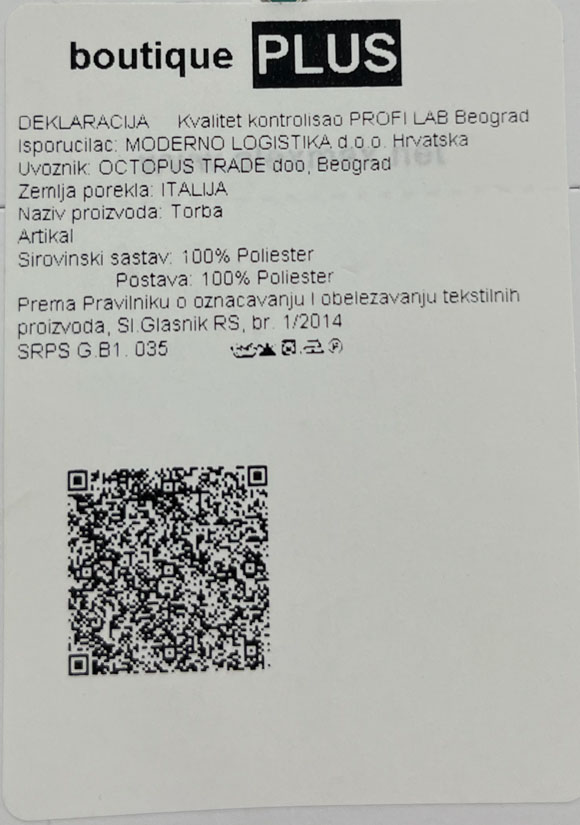 boutique PLUS
DEKLARACIJA Kvalitet kontrolisao PROFI LAB Beograd
Isporucilac: MODERNO LOGISTIKA d.o.o. Hrvatska
Uvoznik: OCTOPUS TRADE doo, Beograd
Zemlja porekla: ITALIJA
Naziv proizvoda: Torba
Artikal
Sirovinski sastav: 100% Poliester
Postava: 100% Poliester
Prema Pravilniku o oznacavanju I obelezavanju tekstilnih
proizvoda, Sl.Glasnik RS, br. 1/2014
SRPS G.B1. 035